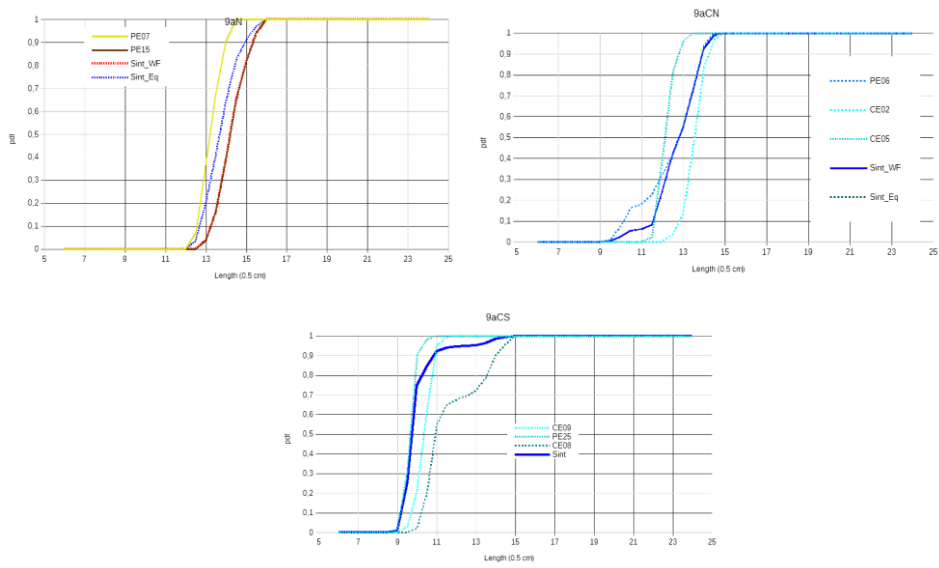 9aN
1
0,9
0,8
0,7
0,6
0,5
0,4
0,3
0,2
0,1
0
pdf
PE07
PE15
Sint_WF
Sint_Eq
5 7 9 11 13 15 17 19 21 23 25
Length (0.5 cm)
9aCN
1
0,9
0,8
0,7
0,6
0,5
0,4
0,3
0,2
0,1
0
pdf
PE06
CE02
CE05
Sint_WF
Sint_Eq
5 7 9 11 13 15 17 19 21 23 25
Length (0.5 cm)
9aCS
1
0,9
0,8
0,7
0,6
0,5
0,4
0,3
0,2
0,1
0
pdf
CE09
PE25
CE08
Sint
5 7 9 11 13 15 17 19 21 23 25
Length (0.5 cm)